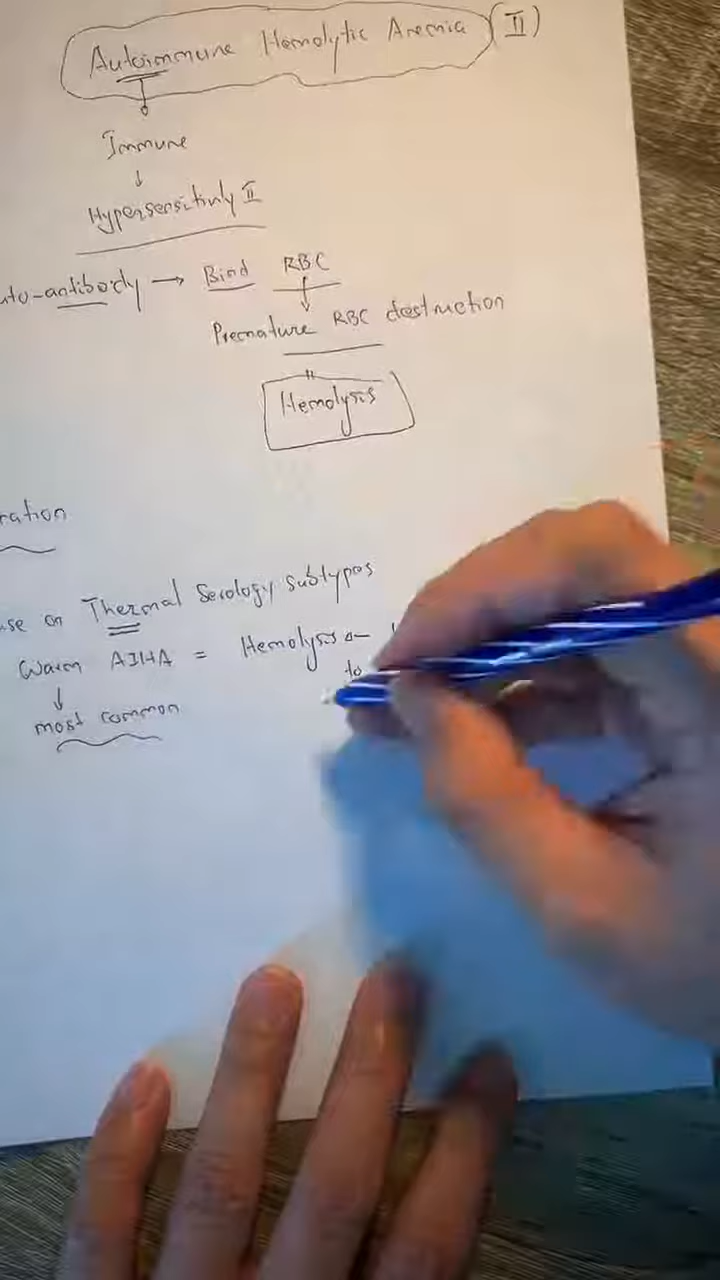 Autoimmune Hemolytic Anemia (II)
Immune
Hypersensitivity II
uto-antibody → Bind RBC
Premature RBC destruction
Hemolysis
ration
se on Thermal Serology subtypes
Warm AIHA = Hemolysis
to
most common